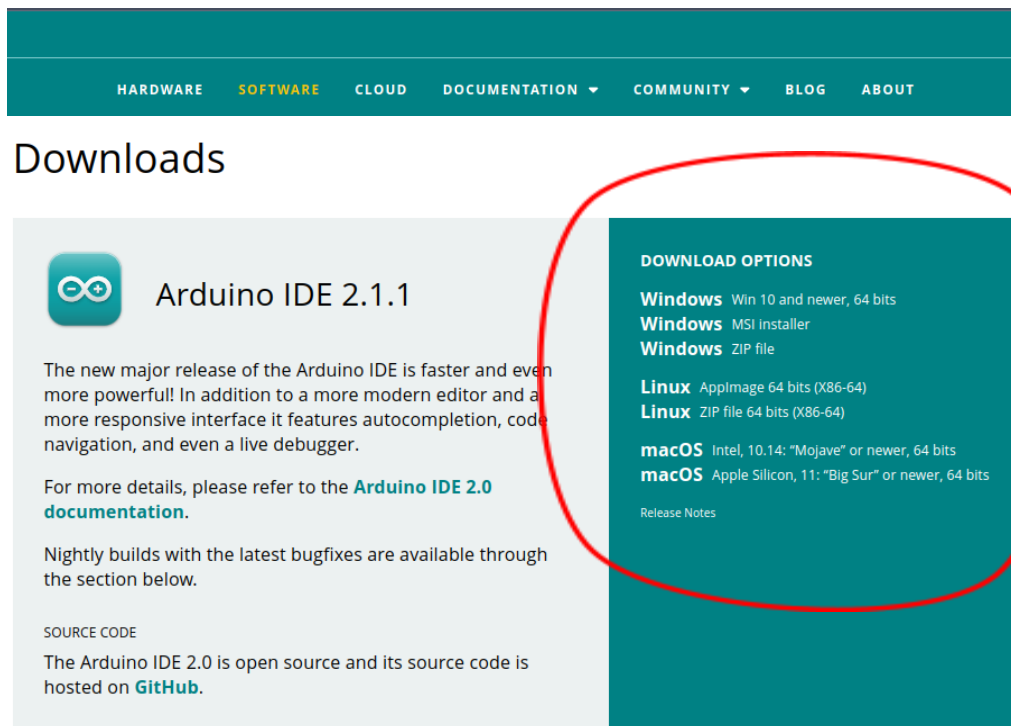 HARDWARE SOFTWARE CLOUD DOCUMENTATION COMMUNITY BLOG ABOUT
Downloads
Arduino IDE 2.1.1
The new major release of the Arduino IDE is faster and even
more powerful! In addition to a more modern editor and a
more responsive interface it features autocompletion, code
navigation, and even a live debugger.
For more details, please refer to the Arduino IDE 2.0
documentation.
Nightly builds with the latest bugfixes are available through
the section below.
SOURCE CODE
The Arduino IDE 2.0 is open source and its source code is
hosted on GitHub.
DOWNLOAD OPTIONS
Windows Win 10 and newer, 64 bits
Windows MSI installer
Windows ZIP file
Linux AppImage 64 bits (X86-64)
Linux ZIP file 64 bits (X86-64)
macOS Intel, 10.14: “Mojave” or newer, 64 bits
macOS Apple Silicon, 11: “Big Sur” or newer, 64 bits
Release Notes